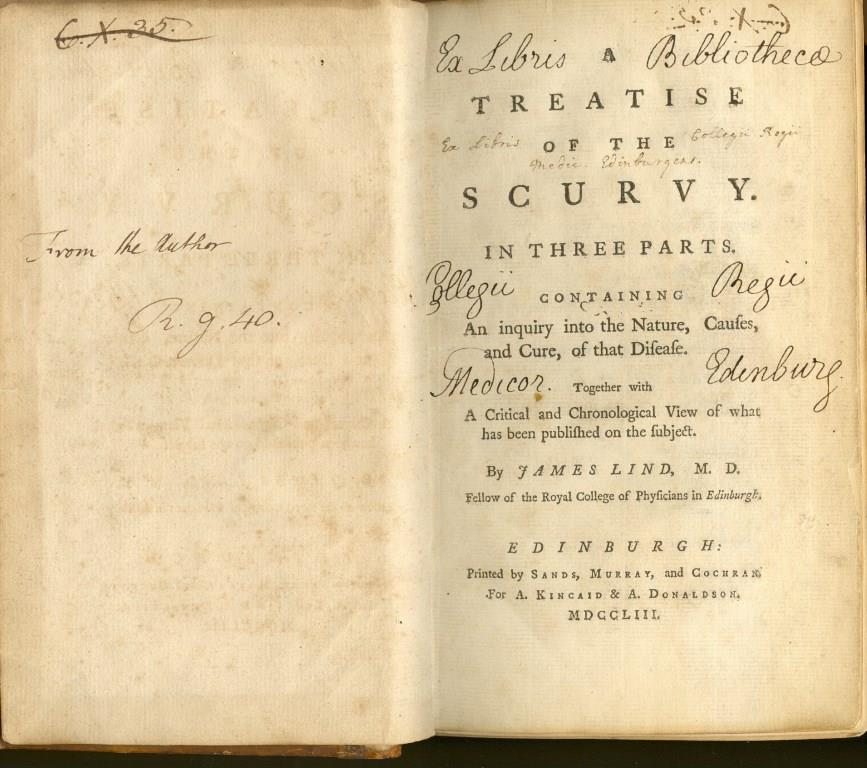 C. X. 25.
From the Author
R. g. 40.
Ex Libris A Bibliothecæ
TREATISE
Ex Libris OF THE Collegii Regii
Medic. Edinburgens.
SCURVY.
IN THREE PARTS.
Collegii CONTAINING Regii
An inquiry into the Nature, Cauſes,
and Cure, of that Diſeaſe.
Medicor. Together with Edinburg.
A Critical and Chronological View of what
has been publiſhed on the ſubject.
By JAMES LIND, M. D.
Fellow of the Royal College of Phyſicians in Edinburgh.
EDINBURGH:
Printed by SANDS, MURRAY, and COCHRAN.
For A. KINCAID & A. DONALDSON.
MDCCLIII.